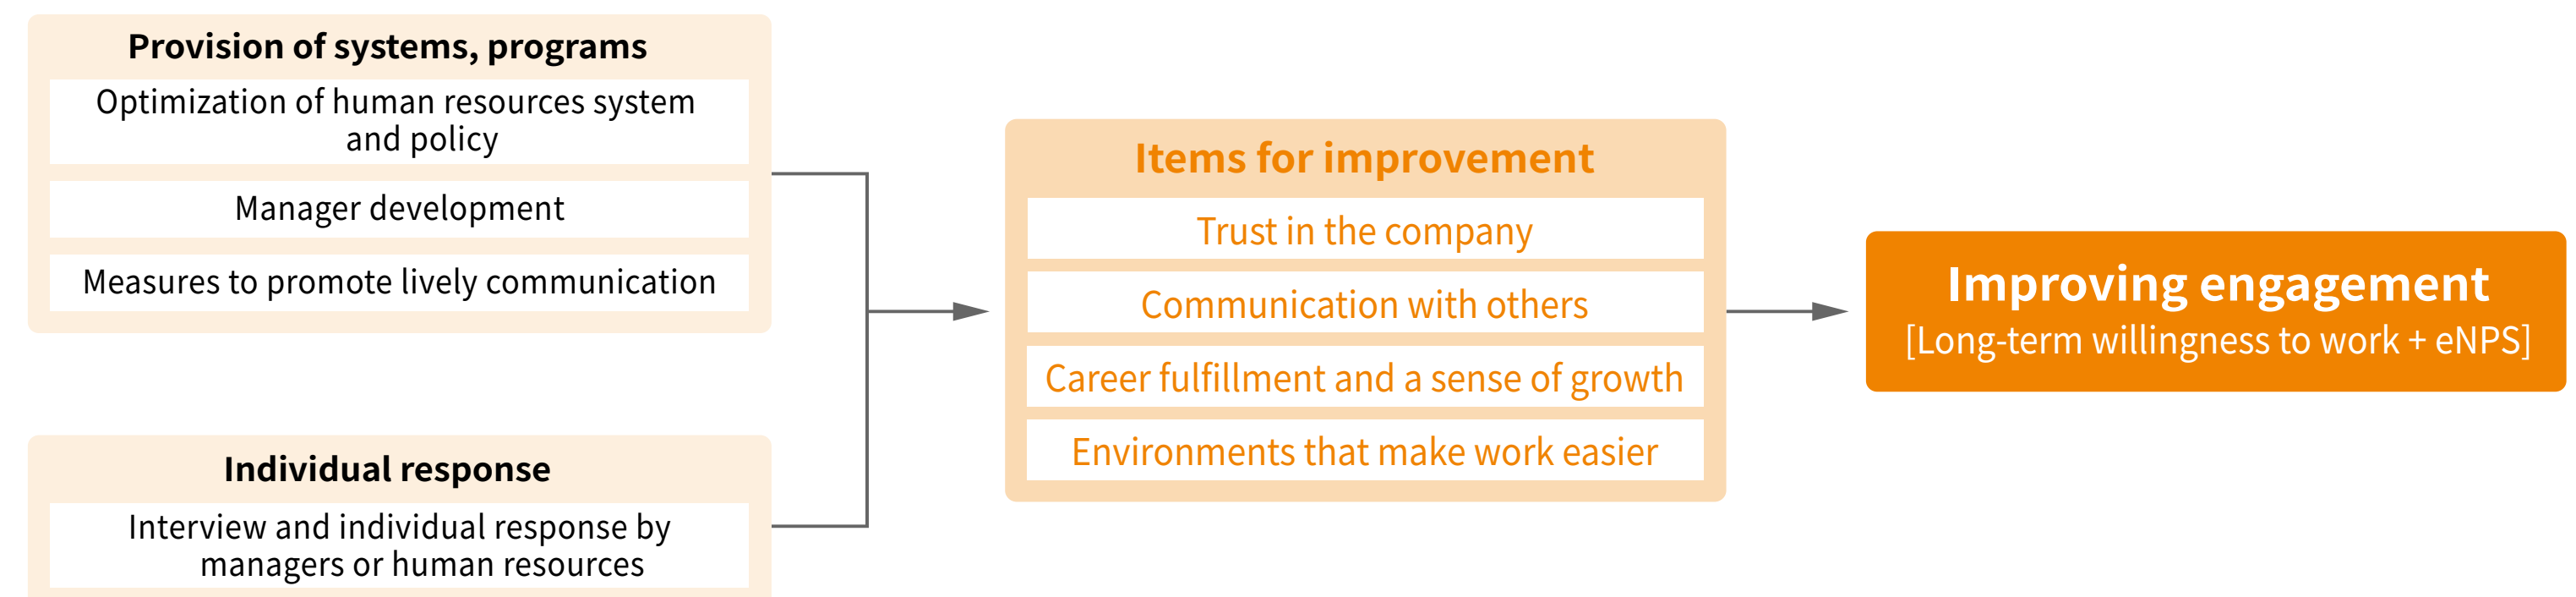 Provision of systems, programs
Optimization of human resources system
and policy
Manager development
Measures to promote lively communication
Individual response
Interview and individual response by
managers or human resources
Items for improvement
Trust in the company
Communication with others
Career fulfillment and a sense of growth
Environments that make work easier
Improving engagement
[Long-term willingness to work + eNPS]